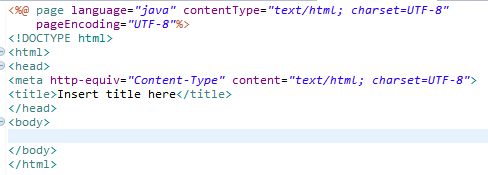 <%@ page language="java" contentType="text/html; charset=UTF-8"
    pageEncoding="UTF-8"%>
<!DOCTYPE html>
<html>
<head>
<meta http-equiv="Content-Type" content="text/html; charset=UTF-8">
<title>Insert title here</title>
</head>
<body>
</body>
</html>